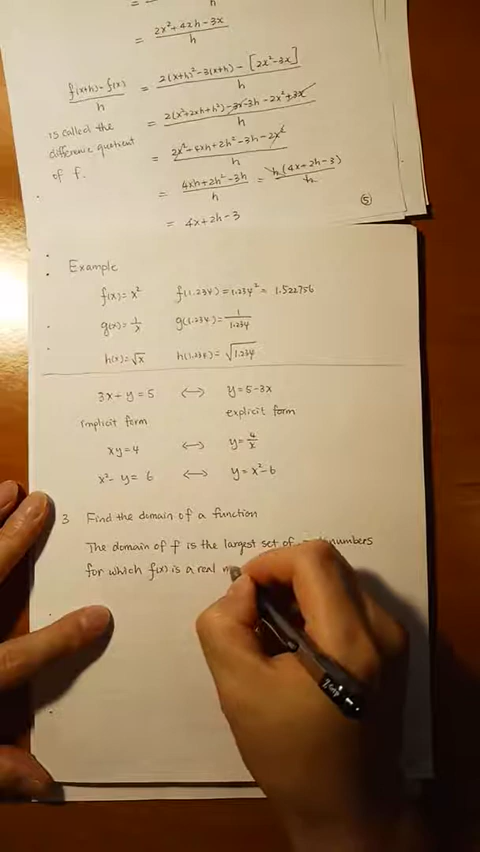 h
= 2x²+4xh-3x / h
f(x+h)-f(x) / h = 2(x+h)²-3(x+h) - [2x²-3x] / h
is called the
difference quotient
of f.
= 2(x²+2xh+h²)-3x-3h-2x²+3x / h
= 2x²+4xh+2h²-3h-2x² / h
= 4xh+2h²-3h / h = h(4x+2h-3) / h
= 4x+2h-3
⑤
Example
f(x)=x² f(1.234)=1.234²= 1.522756
g(x)=1/x g(1.234)=1/1.234
h(x)=√x h(1.234)=√1.234
3x+y=5 ⟷ y=5-3x
implicit form explicit form
xy=4 ⟷ y=4/x
x²-y=6 ⟷ y=x²-6
3 Find the domain of a function
The domain of f is the largest set of numbers
for which f(x) is a real